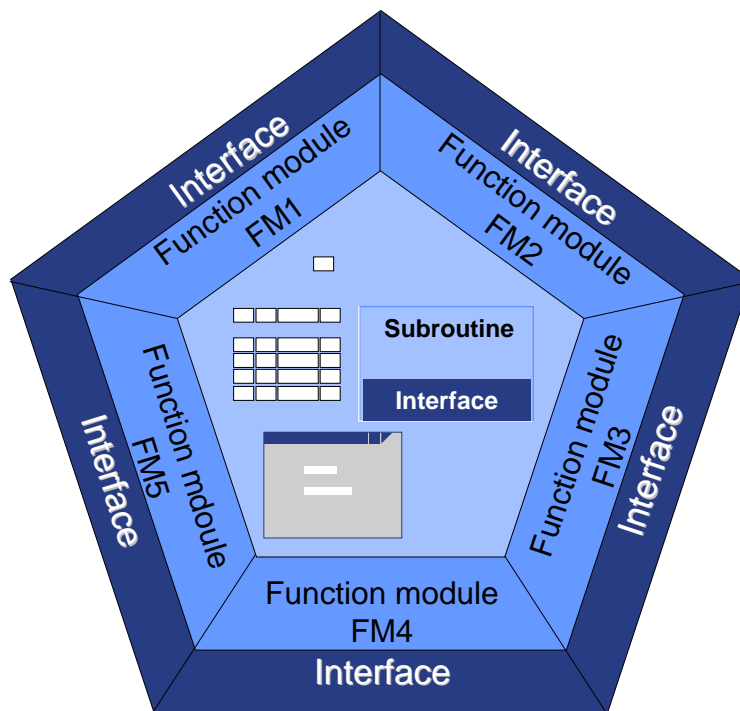 Interface
Function module
FM1
Interface
Function module
FM2
Subroutine
Interface
Function module
FM3
Interface
Function module
FM4
Interface
Function mdoule
FM5
Interface